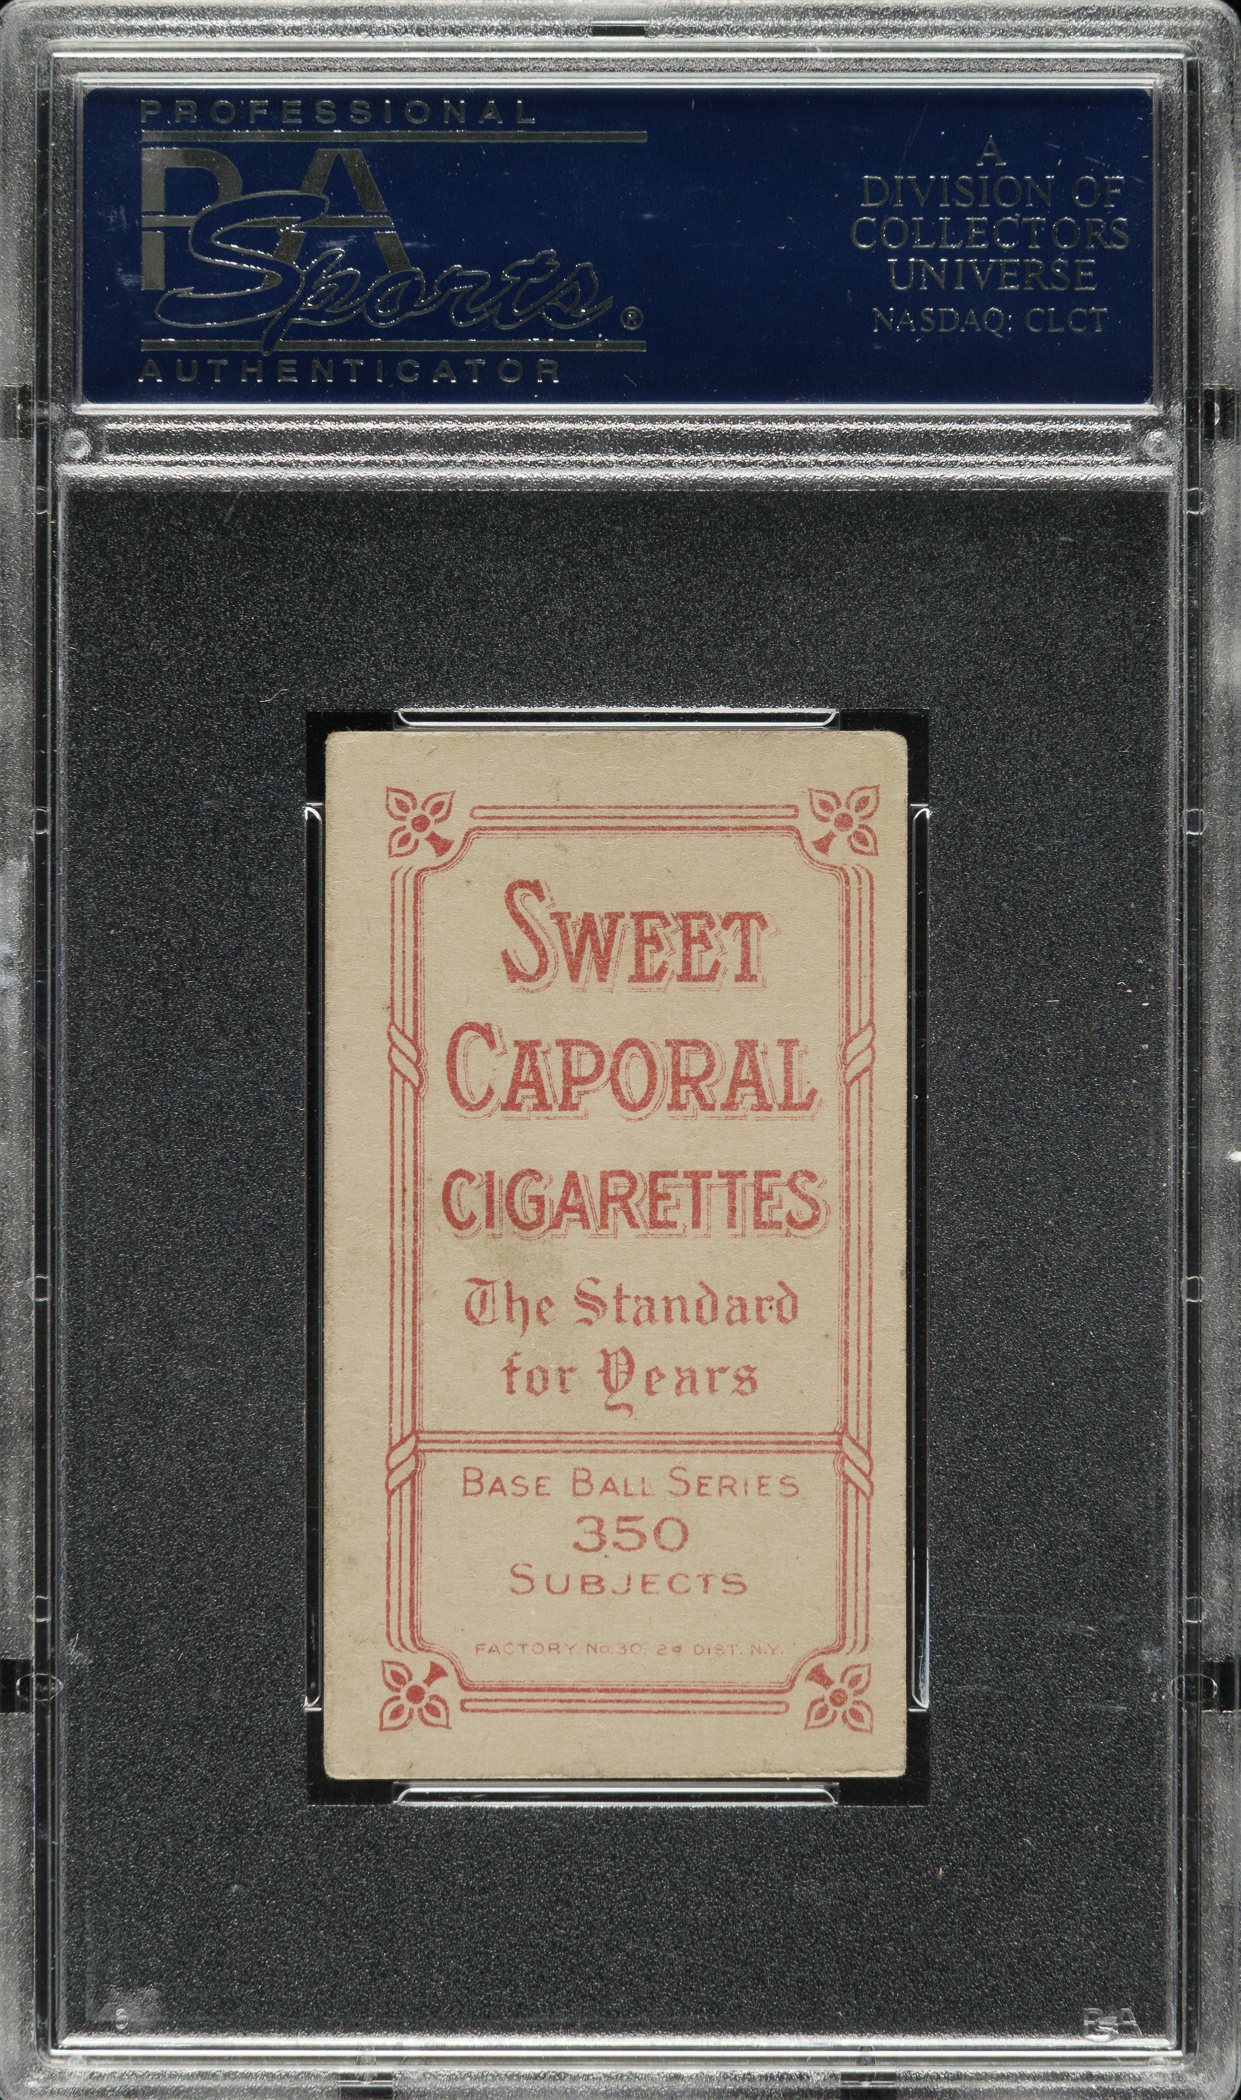 PROFESSIONAL
PSA
Sports®
AUTHENTICATOR
A
DIVISION OF
COLLECTORS
UNIVERSE
NASDAQ: CLCT
SWEET
CAPORAL
CIGARETTES
The Standard
for Years
BASE BALL SERIES
350
SUBJECTS
FACTORY No. 30, 2d DIST. N.Y.
6
PSA